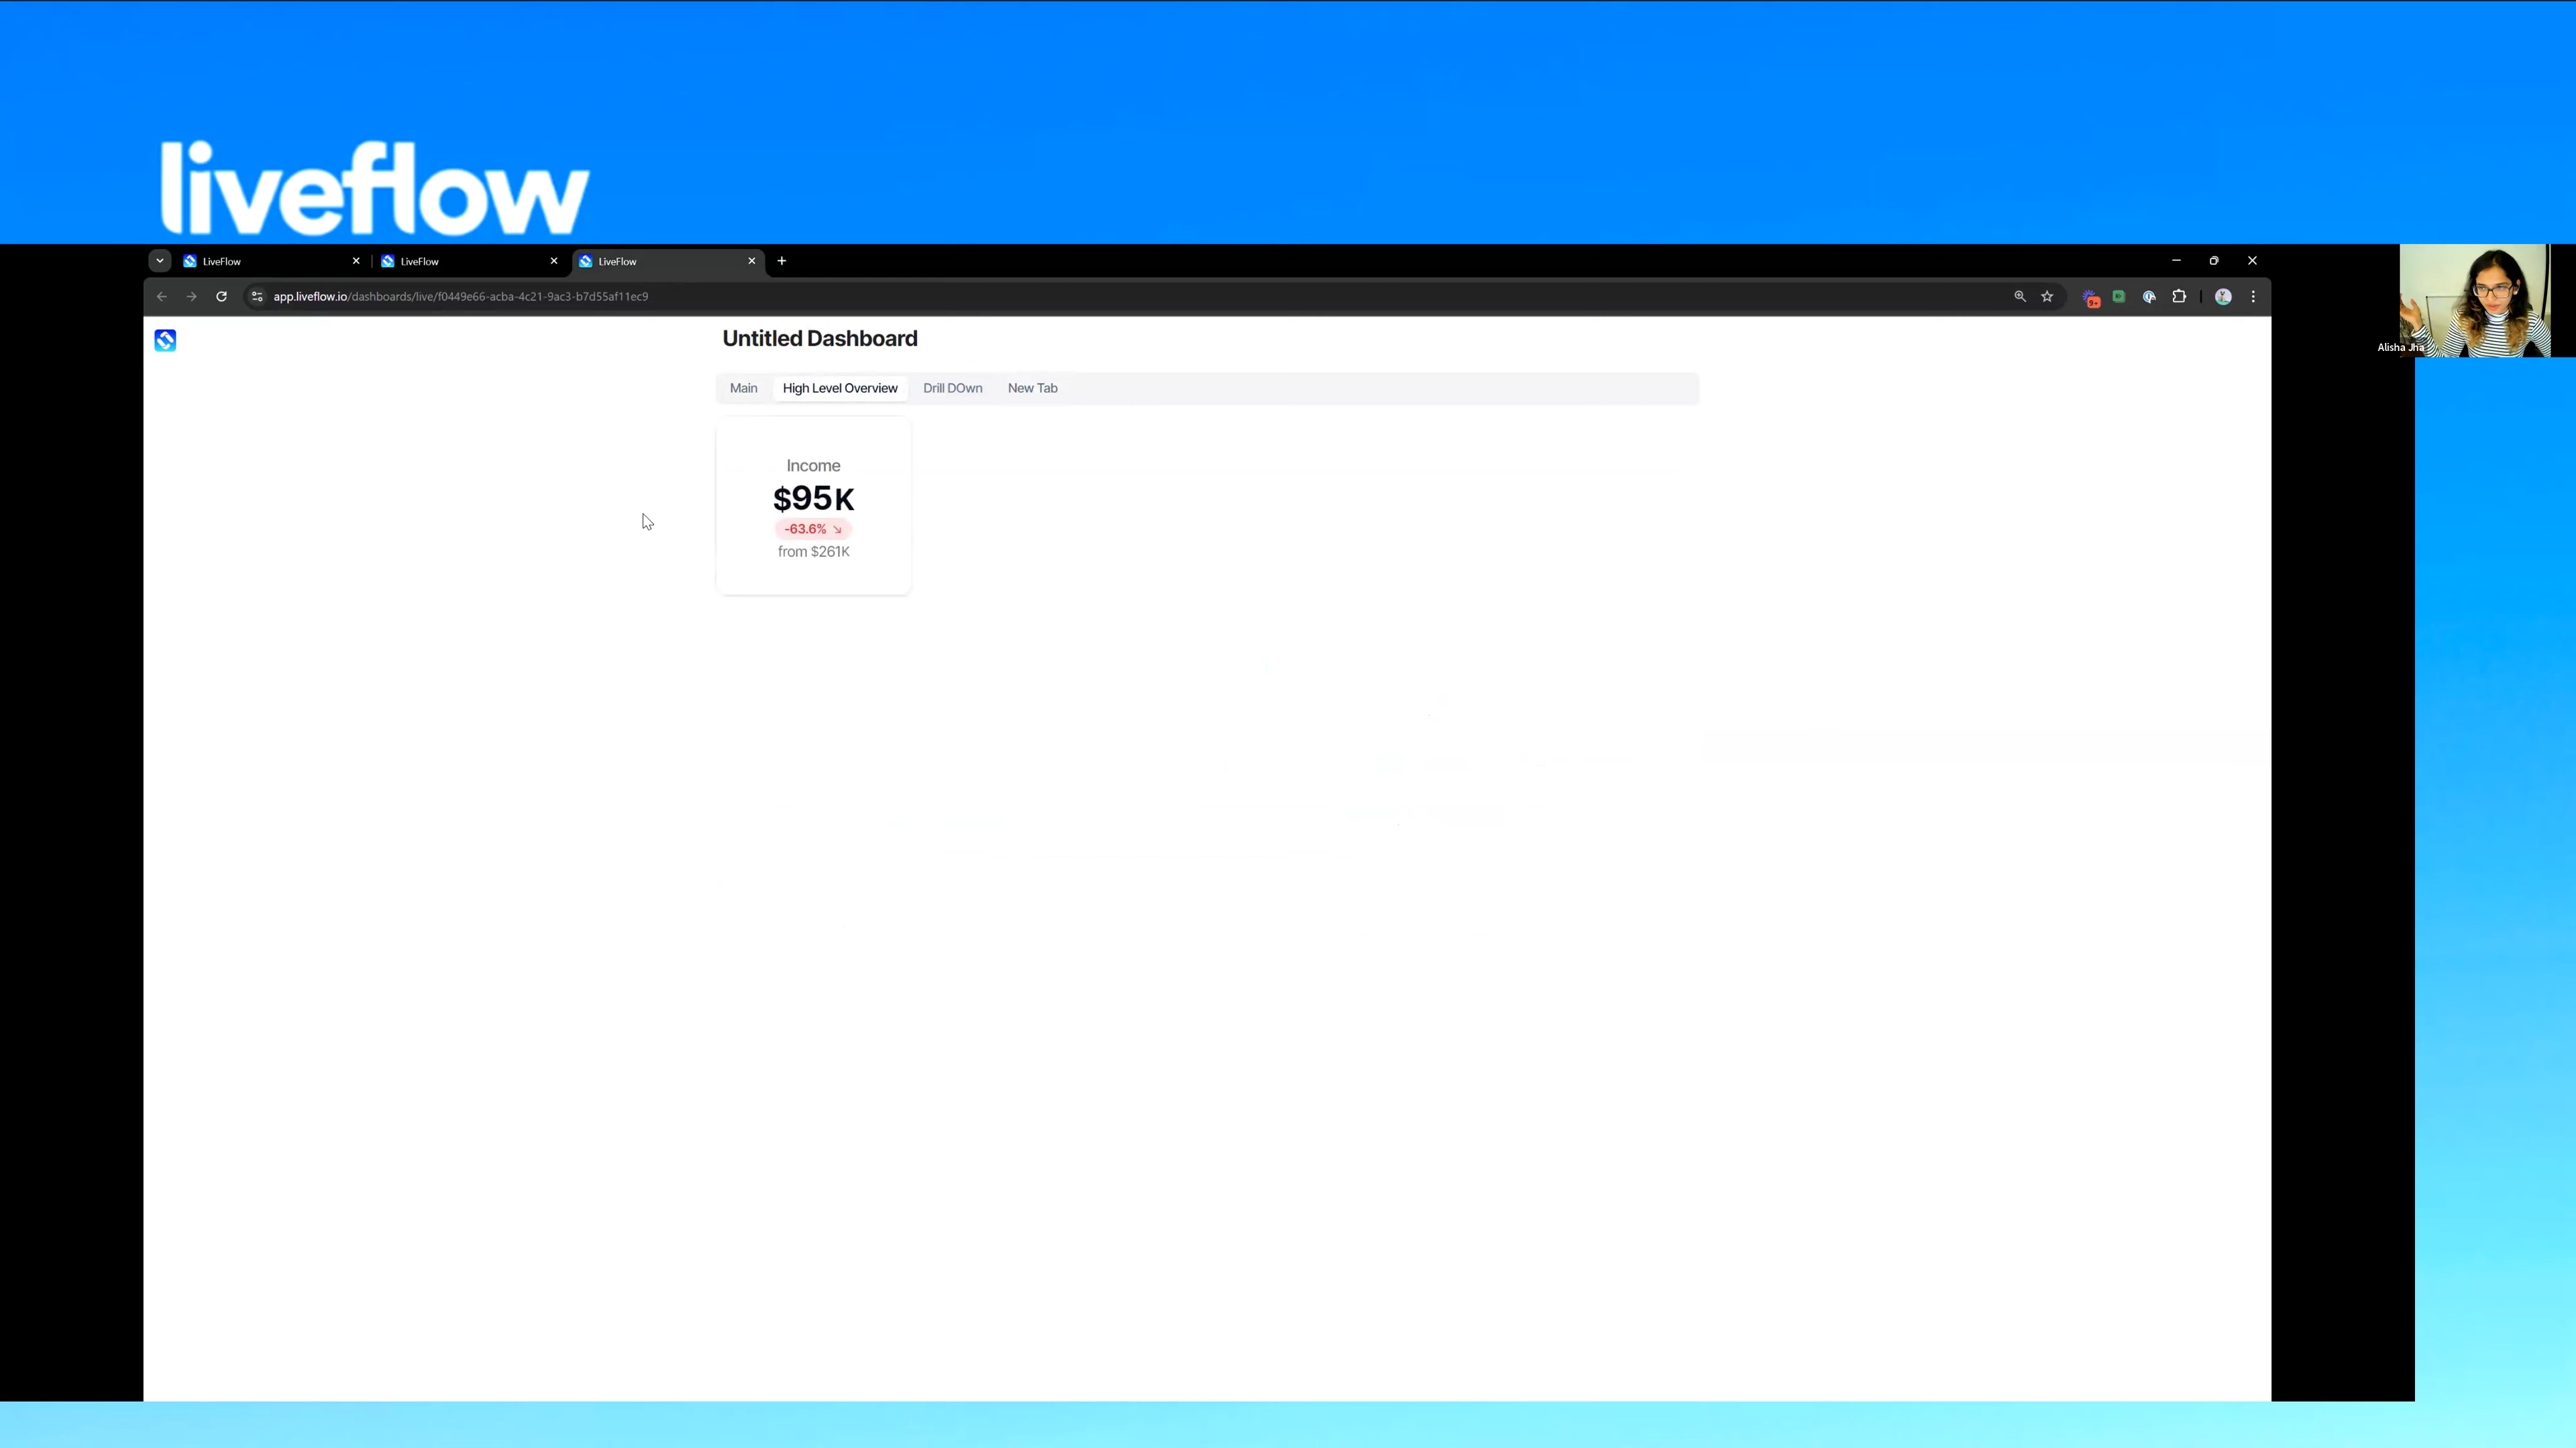 liveflow
LiveFlow
LiveFlow
LiveFlow
app.liveflow.io/dashboards/live/f0449e66-acba-4c21-9ac3-b7d55af11ec9
9+
Alisha Jha
Untitled Dashboard
Main
High Level Overview
Drill DOwn
New Tab
Income
$95K
-63.6%
from $261K